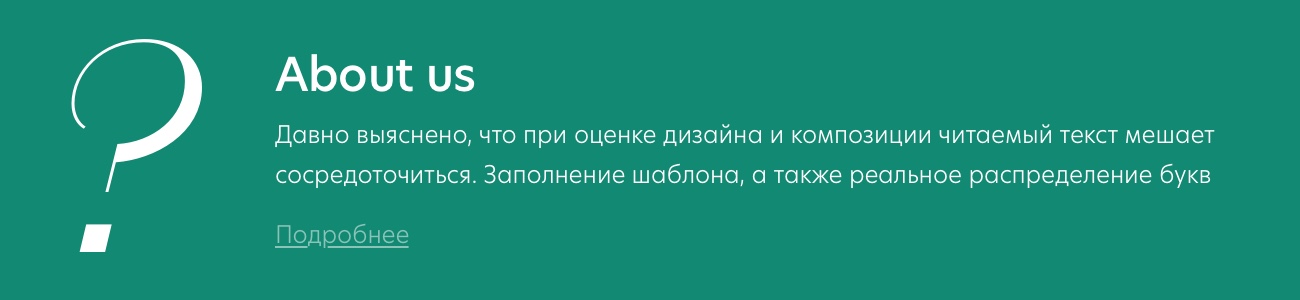 ?
About us
Давно выяснено, что при оценке дизайна и композиции читаемый текст мешает
сосредоточиться. Заполнение шаблона, а также реальное распределение букв
Подробнее